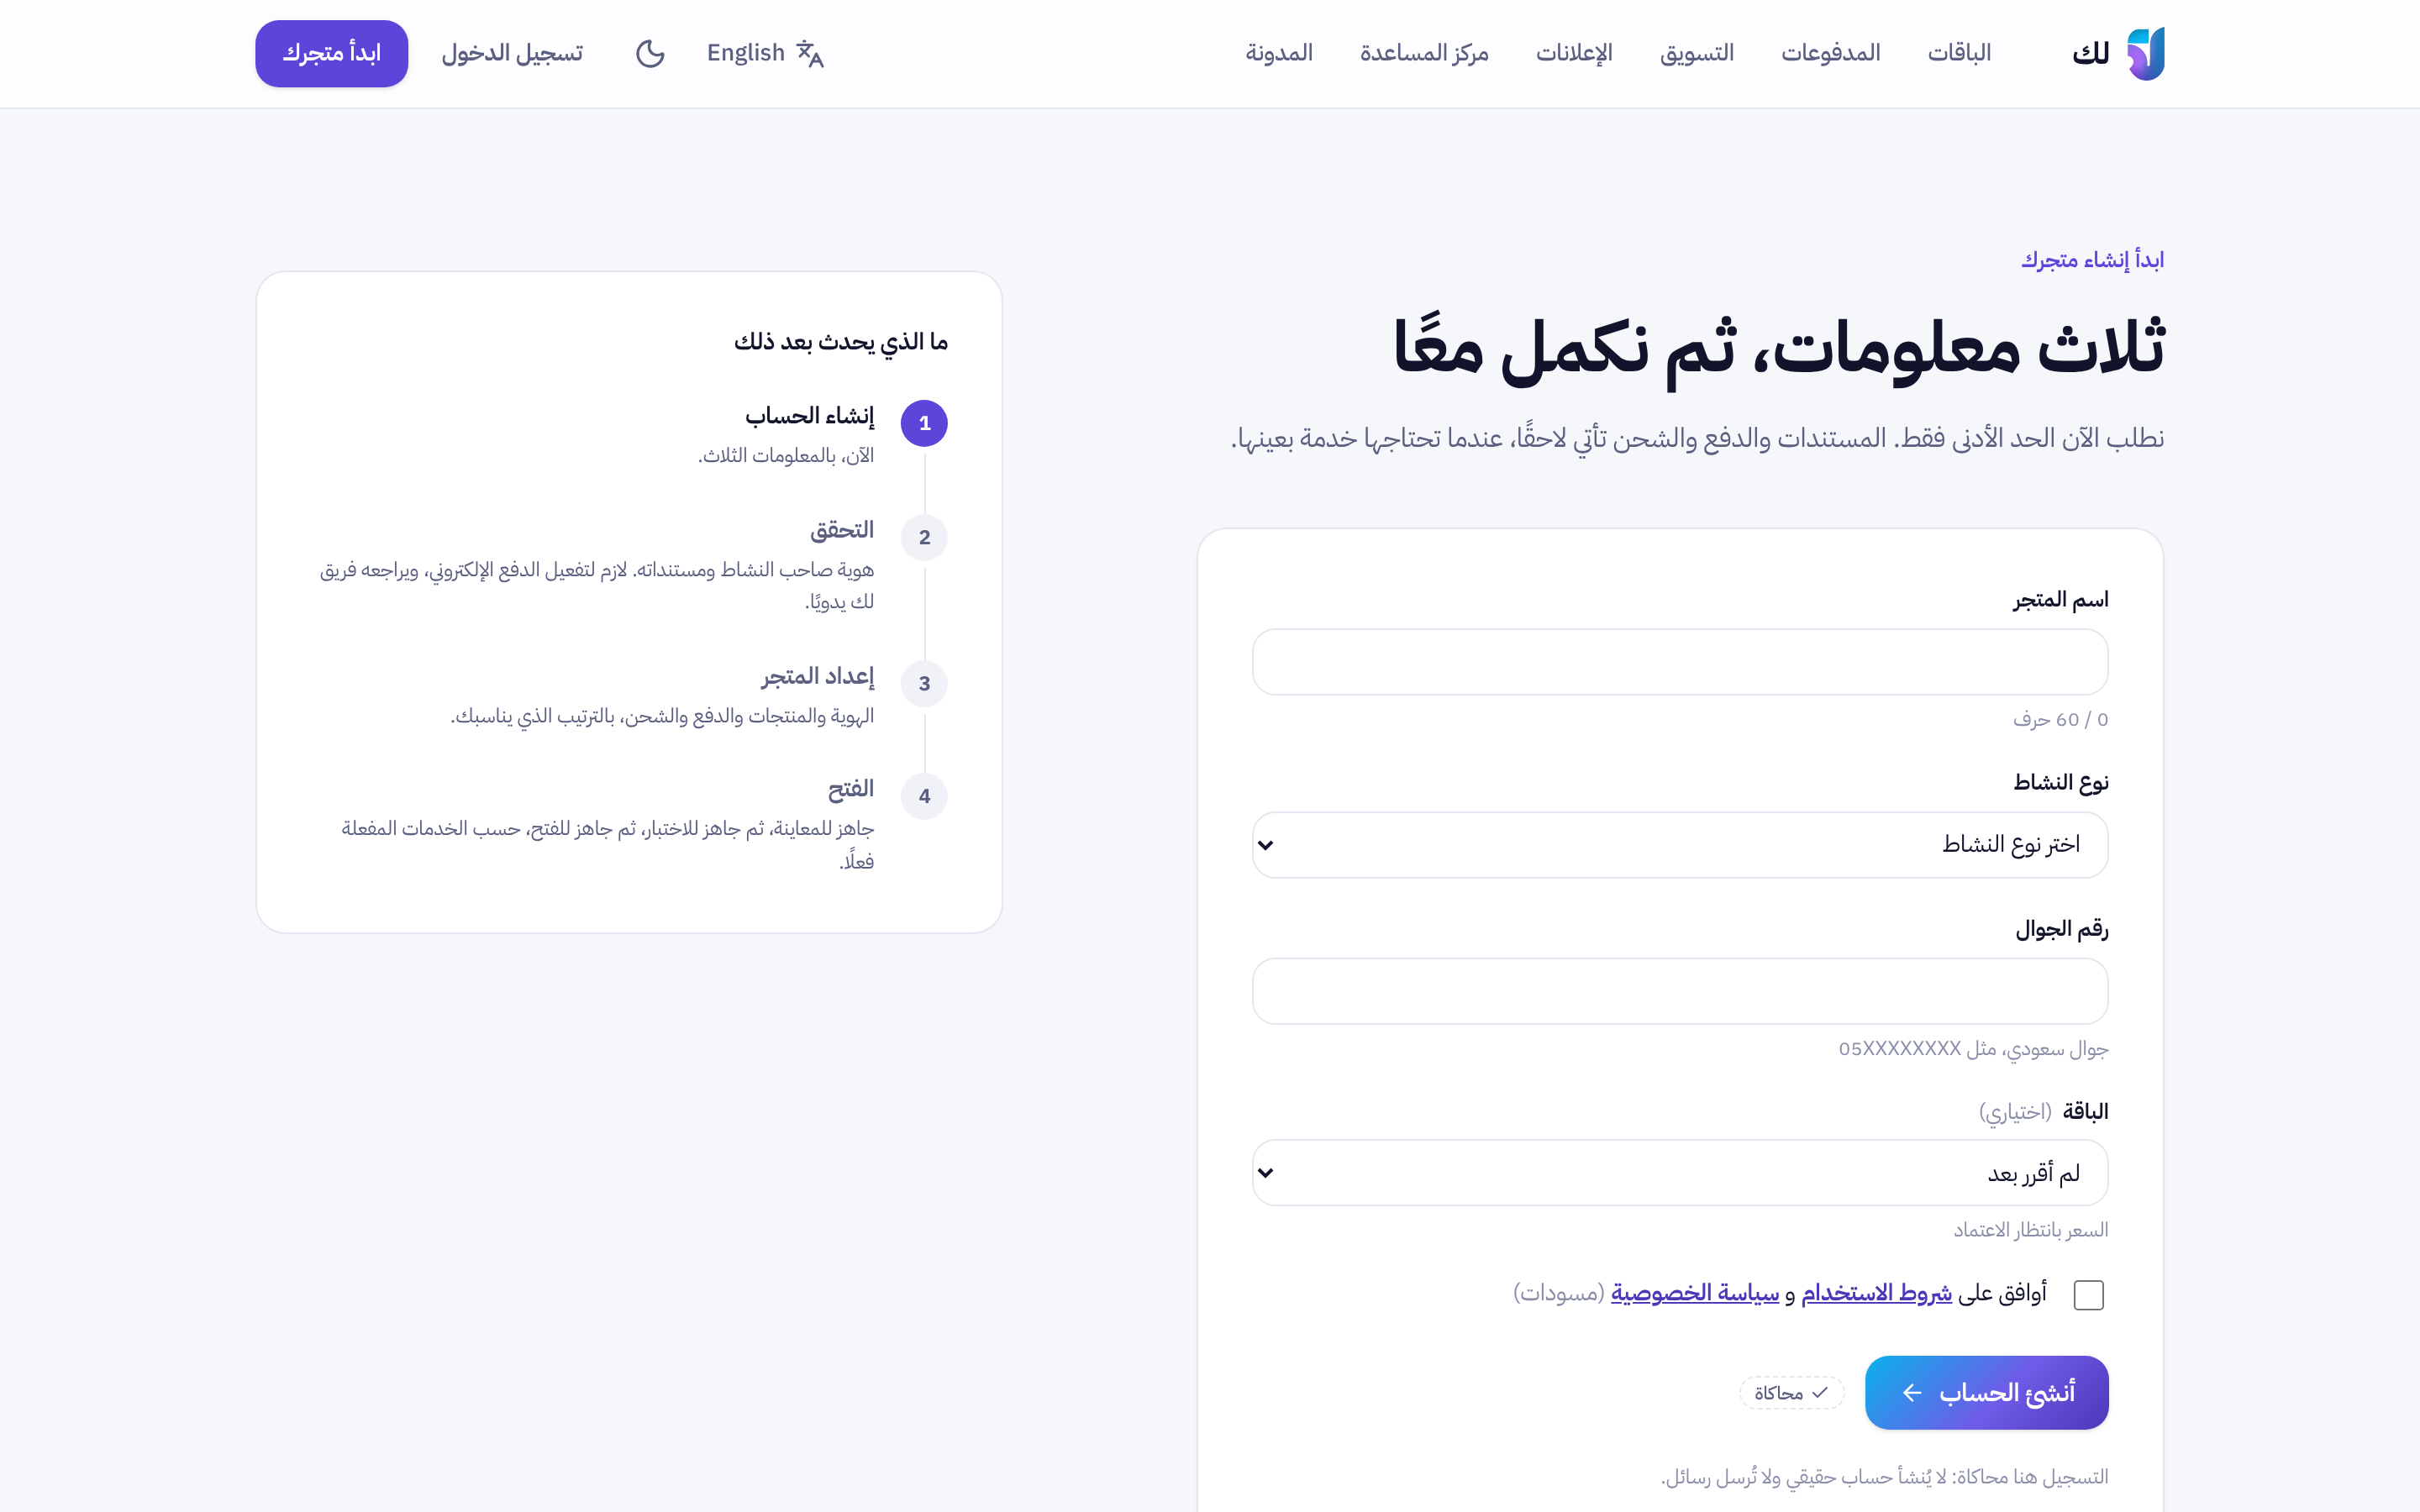 لك
الباقات
المدفوعات
التسويق
الإعلانات
مركز المساعدة
المدونة
English
تسجيل الدخول
ابدأ متجرك
ابدأ إنشاء متجرك
ثلاث معلومات، ثم نكمل معًا
نطلب الآن الحد الأدنى فقط. المستندات والدفع والشحن تأتي لاحقًا، عندما تحتاجها خدمة بعينها.
اسم المتجر
0 / 60 حرف
نوع النشاط
اختر نوع النشاط
رقم الجوال
جوال سعودي، مثل 05XXXXXXXX
الباقة (اختياري)
لم أقرر بعد
السعر بانتظار الاعتماد
أوافق على شروط الاستخدام و سياسة الخصوصية (مسودات)
أنشئ الحساب
محاكاة
التسجيل هنا محاكاة: لا يُنشأ حساب حقيقي ولا تُرسل رسائل.
ما الذي يحدث بعد ذلك
1
إنشاء الحساب
الآن، بالمعلومات الثلاث.
2
التحقق
هوية صاحب النشاط ومستنداته. لازم لتفعيل الدفع الإلكتروني، ويراجعه فريق
لك يدويًا.
3
إعداد المتجر
الهوية والمنتجات والدفع والشحن، بالترتيب الذي يناسبك.
4
الفتح
جاهز للمعاينة، ثم جاهز للاختبار، ثم جاهز للفتح، حسب الخدمات المفعلة
فعلًا.